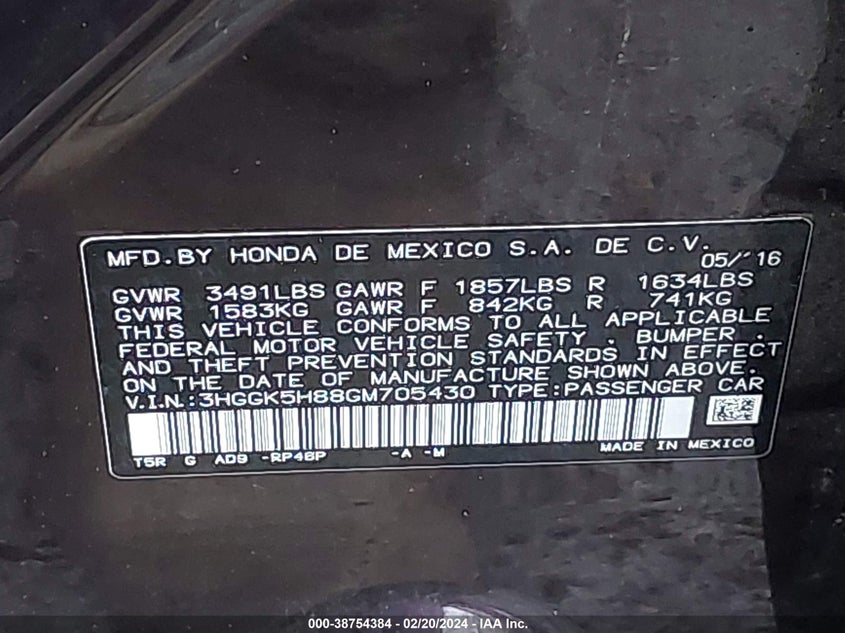 MFD.BY HONDA DE MEXICO S.A. DE C.V.
05/16
GVWR 3491LBS GAWR F 1857LBS R 1634LBS
GVWR 1583KG GAWR F 842KG R 741KG
THIS VEHICLE CONFORMS TO ALL APPLICABLE
FEDERAL MOTOR VEHICLE SAFETY , BUMPER ,
AND THEFT PREVENTION STANDARDS IN EFFECT
ON THE DATE OF MANUFACTURE SHOWN ABOVE.
V.I.N.:3HGGK5H88GM705430 TYPE:PASSENGER CAR
T5R G AD9 -RP46P -A -M MADE IN MEXICO
000-38754384 - 02/20/2024 - IAA Inc.